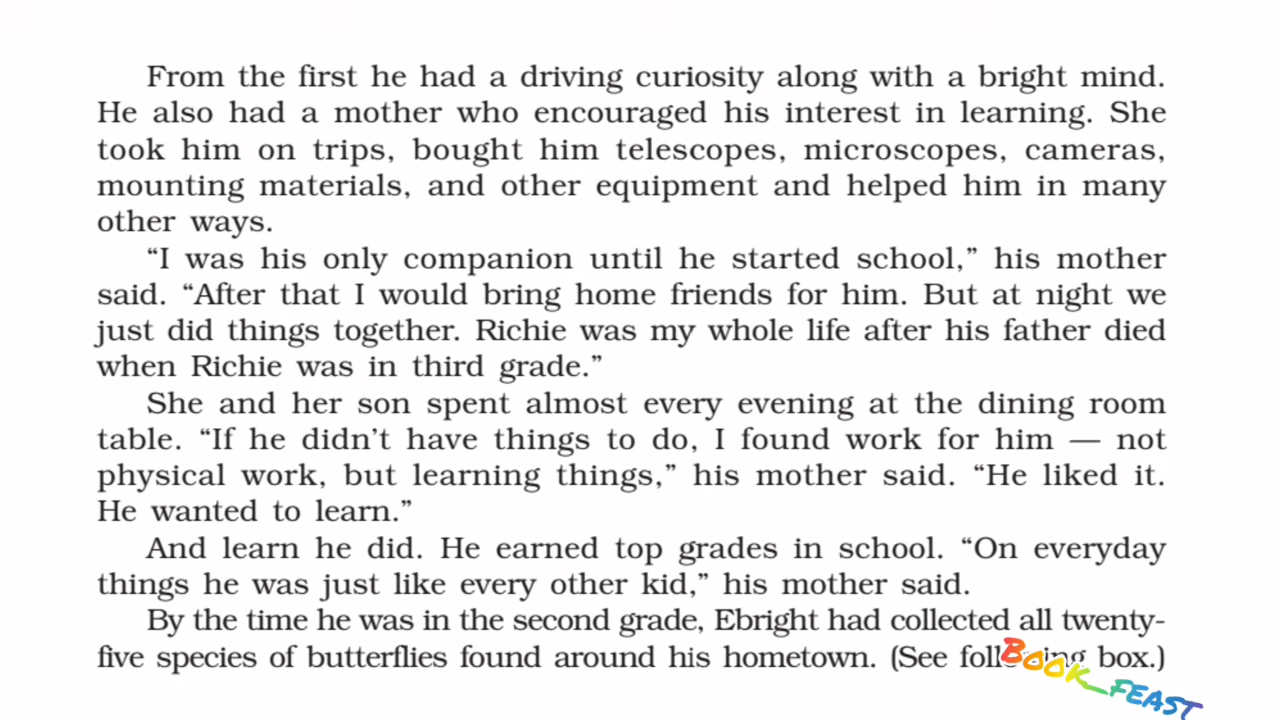 From the first he had a driving curiosity along with a bright mind.
He also had a mother who encouraged his interest in learning. She
took him on trips, bought him telescopes, microscopes, cameras,
mounting materials, and other equipment and helped him in many
other ways.
“I was his only companion until he started school,” his mother
said. “After that I would bring home friends for him. But at night we
just did things together. Richie was my whole life after his father died
when Richie was in third grade.”
She and her son spent almost every evening at the dining room
table. “If he didn’t have things to do, I found work for him — not
physical work, but learning things,” his mother said. “He liked it.
He wanted to learn.”
And learn he did. He earned top grades in school. “On everyday
things he was just like every other kid,” his mother said.
By the time he was in the second grade, Ebright had collected all twenty-
five species of butterflies found around his hometown. (See following box.)
BOOK_FEAST